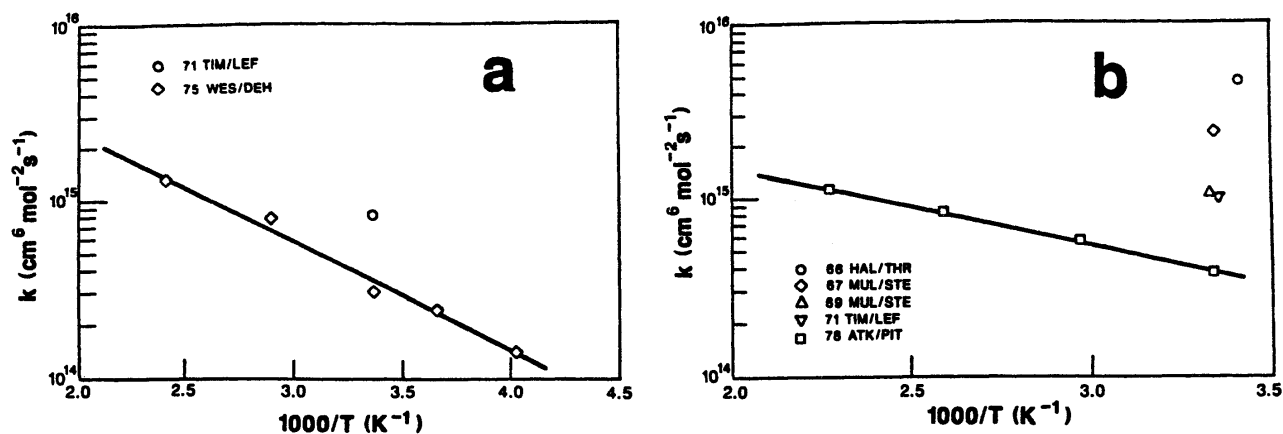 10^16
71 TIM/LEF
75 WES/DEH
a
k (cm^6 mol^-2 s^-1)
10^15
10^14
2.0 2.5 3.0 3.5 4.0 4.5
1000/T (K^-1)
10^16
b
k (cm^6 mol^-2 s^-1)
10^15
66 HAL/THR
67 MUL/STE
69 MUL/STE
71 TIM/LEF
78 ATK/PIT
10^14
2.0 2.5 3.0 3.5
1000/T (K^-1)